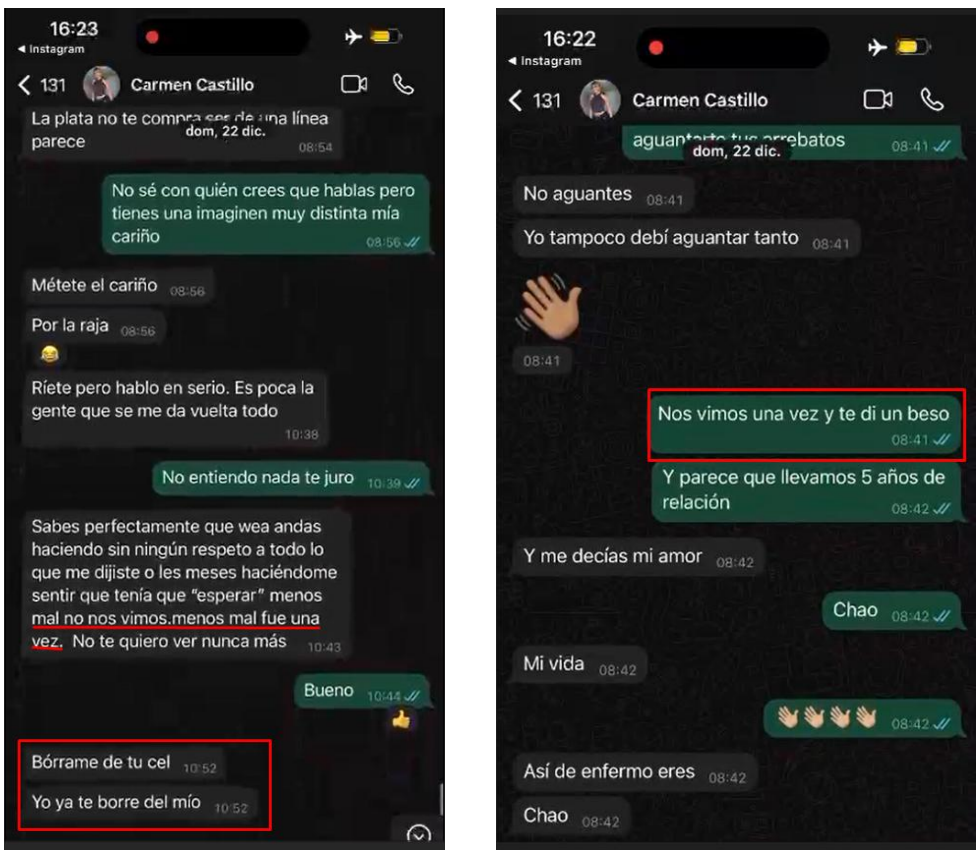 16:23
Instagram
131
Carmen Castillo
La plata no te compra ser de una línea
parece
dom, 22 dic.
08:54
No sé con quién crees que hablas pero
tienes una imaginen muy distinta mía
cariño
08:56
Métete el cariño 08:56
Por la raja 08:56
Ríete pero hablo en serio. Es poca la
gente que se me da vuelta todo
10:38
No entiendo nada te juro 10:39
Sabes perfectamente que wea andas
haciendo sin ningún respeto a todo lo
que me dijiste o les meses haciéndome
sentir que tenía que “esperar” menos
mal no nos vimos.menos mal fue una
vez. No te quiero ver nunca más 10:43
Bueno 10:44
Bórrame de tu cel 10:52
Yo ya te borre del mío 10:52
16:22
Instagram
131
Carmen Castillo
aguantarte tus arrebatos 08:41
dom, 22 dic.
No aguantes 08:41
Yo tampoco debí aguantar tanto 08:41
08:41
Nos vimos una vez y te di un beso
08:41
Y parece que llevamos 5 años de
relación
08:42
Y me decías mi amor 08:42
Chao 08:42
Mi vida 08:42
08:42
Así de enfermo eres 08:42
Chao 08:42